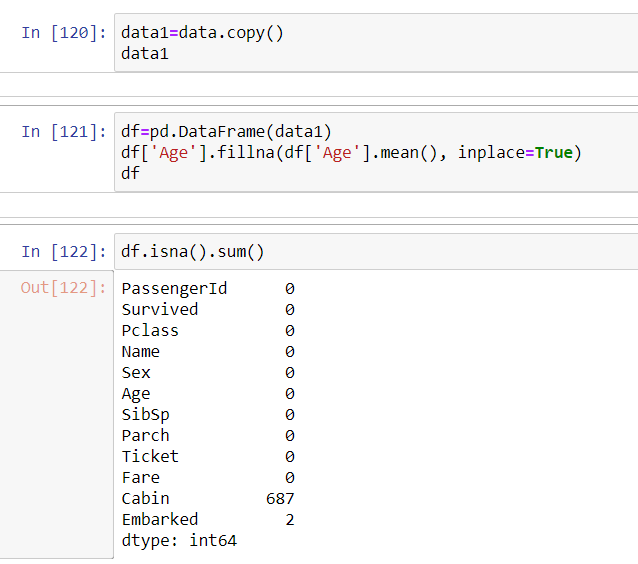 In [120]: data1=data.copy()
data1
In [121]: df=pd.DataFrame(data1)
df['Age'].fillna(df['Age'].mean(), inplace=True)
df
In [122]: df.isna().sum()
Out[122]: PassengerId 0
Survived 0
Pclass 0
Name 0
Sex 0
Age 0
SibSp 0
Parch 0
Ticket 0
Fare 0
Cabin 687
Embarked 2
dtype: int64